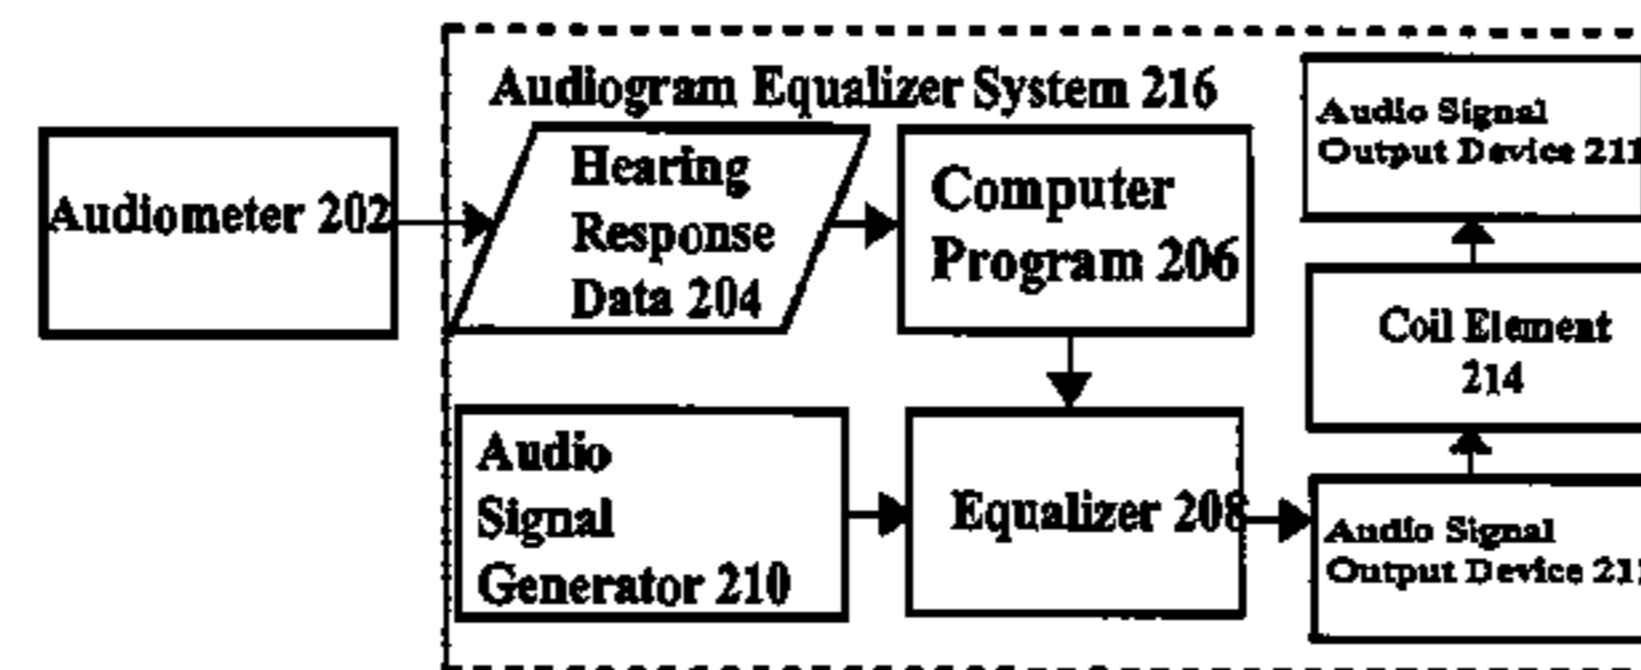 Audiogram Equalizer System 216
Audiometer 202
Hearing
Response
Data 204
Computer
Program 206
Audio Signal
Output Device 211
Coil Element
214
Audio
Signal
Generator 210
Equalizer 208
Audio Signal
Output Device